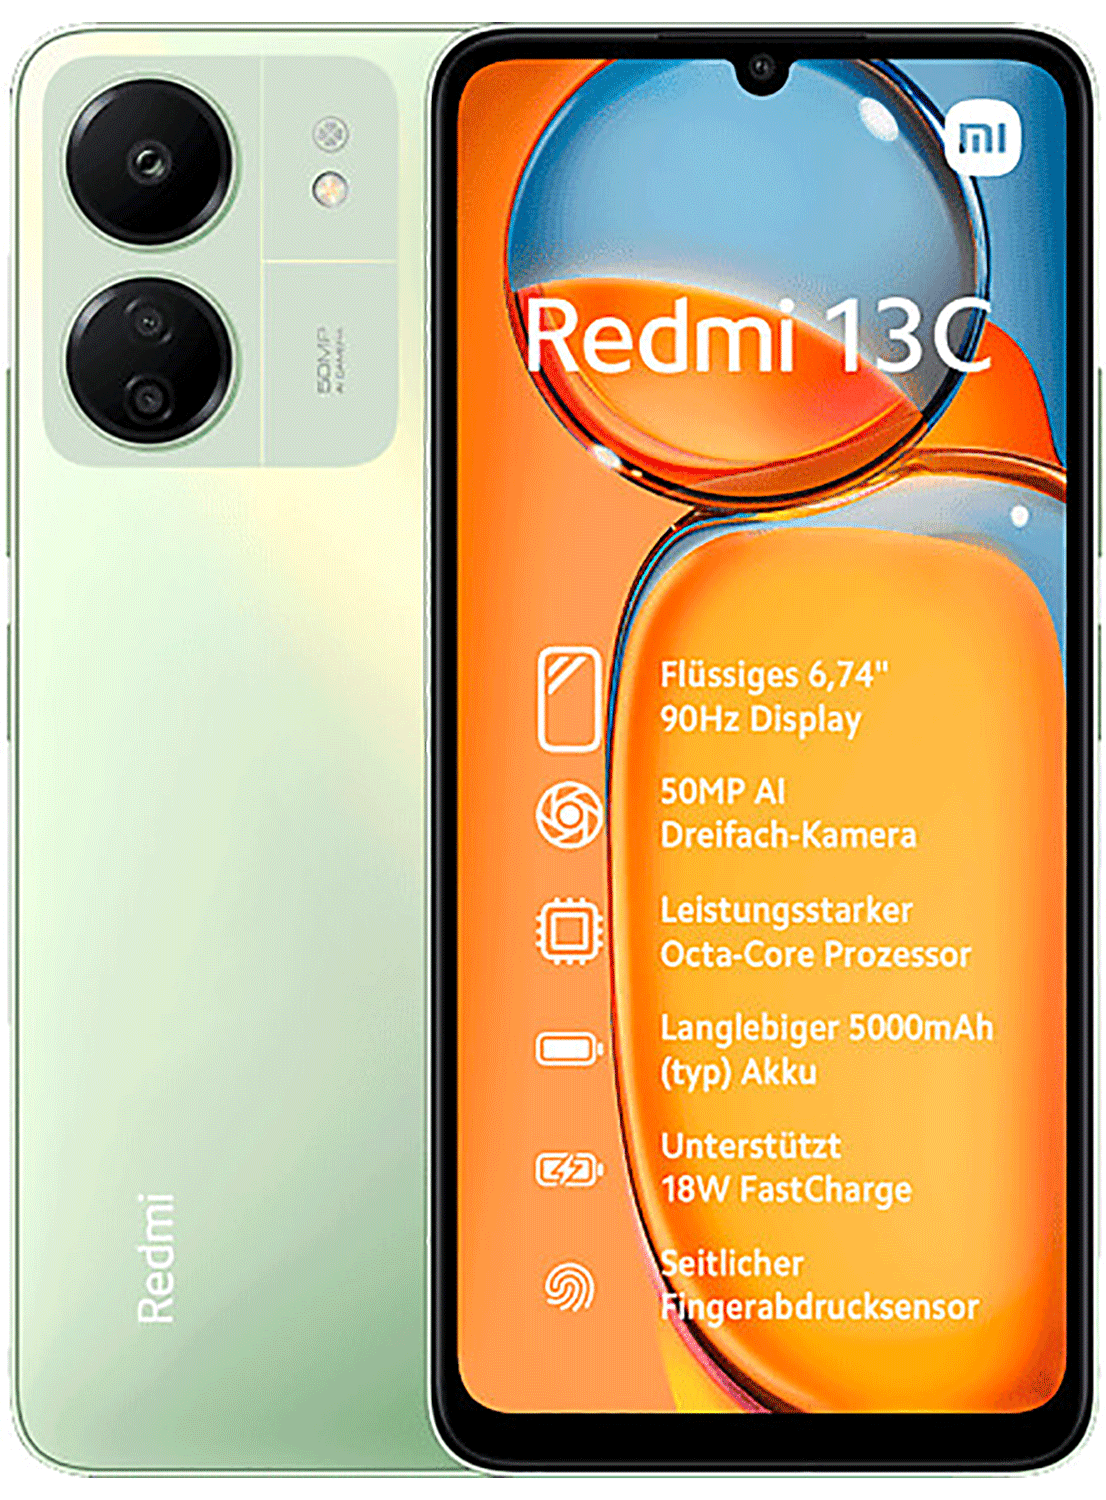 50MP
AI CAMERA
Redmi
mi
Redmi 13C
Flüssiges 6,74"
90Hz Display
50MP AI
Dreifach-Kamera
Leistungsstarker
Octa-Core Prozessor
Langlebiger 5000mAh
(typ) Akku
Unterstützt
18W FastCharge
Seitlicher
Fingerabdrucksensor